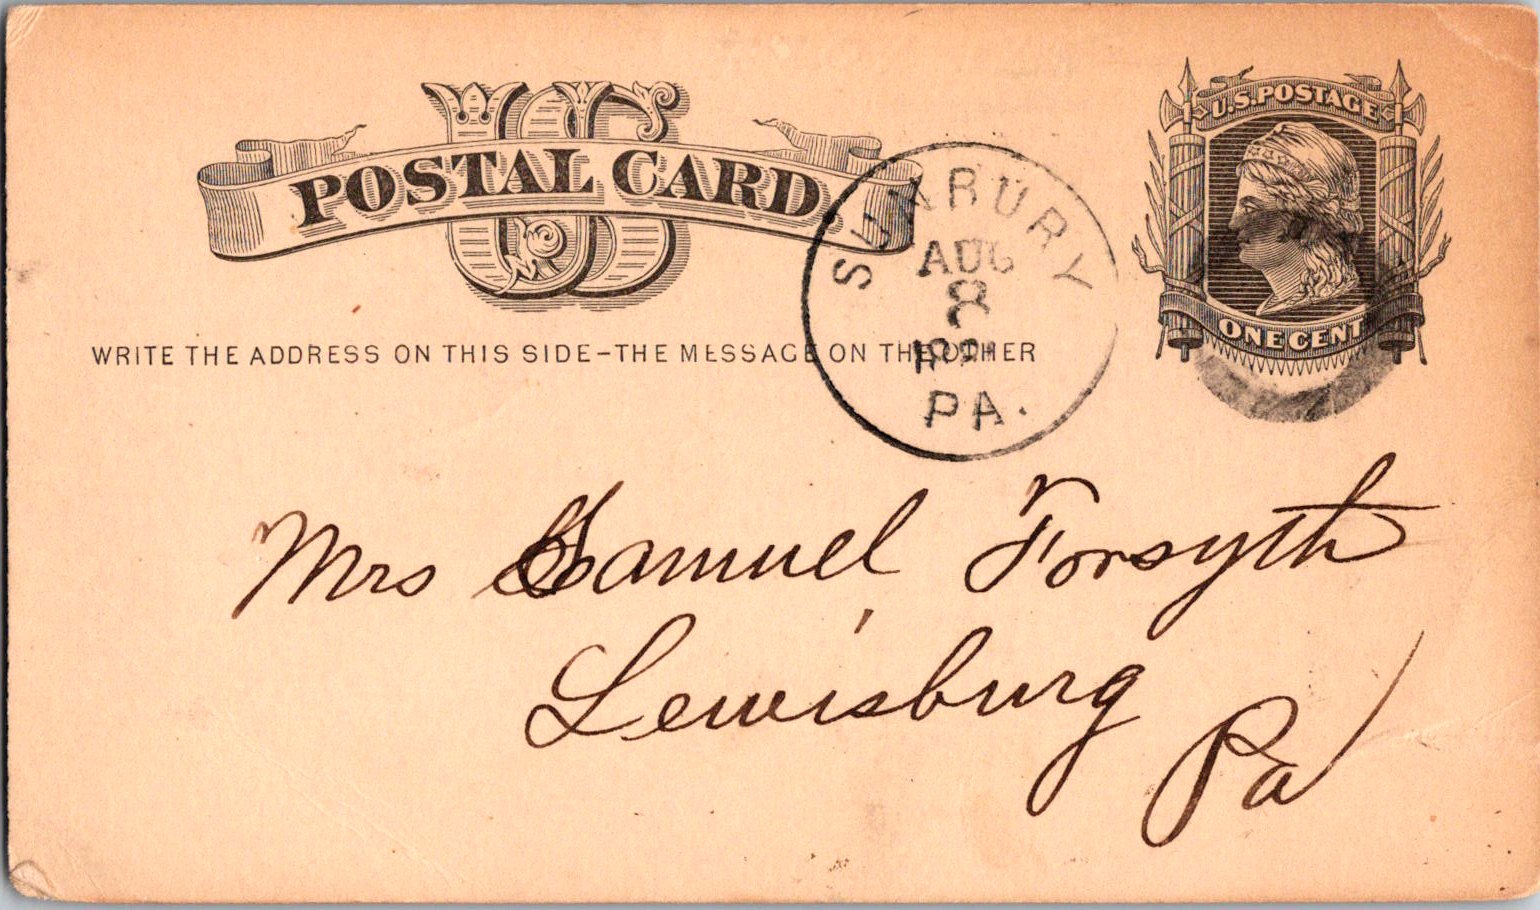 US
POSTAL CARD
U.S. POSTAGE
ONE CENT
WRITE THE ADDRESS ON THIS SIDE–THE MESSAGE ON THE OTHER
SUNBURY
AUG
8
PA.
Mrs Samuel Forsyth
Lewisburg
Pa